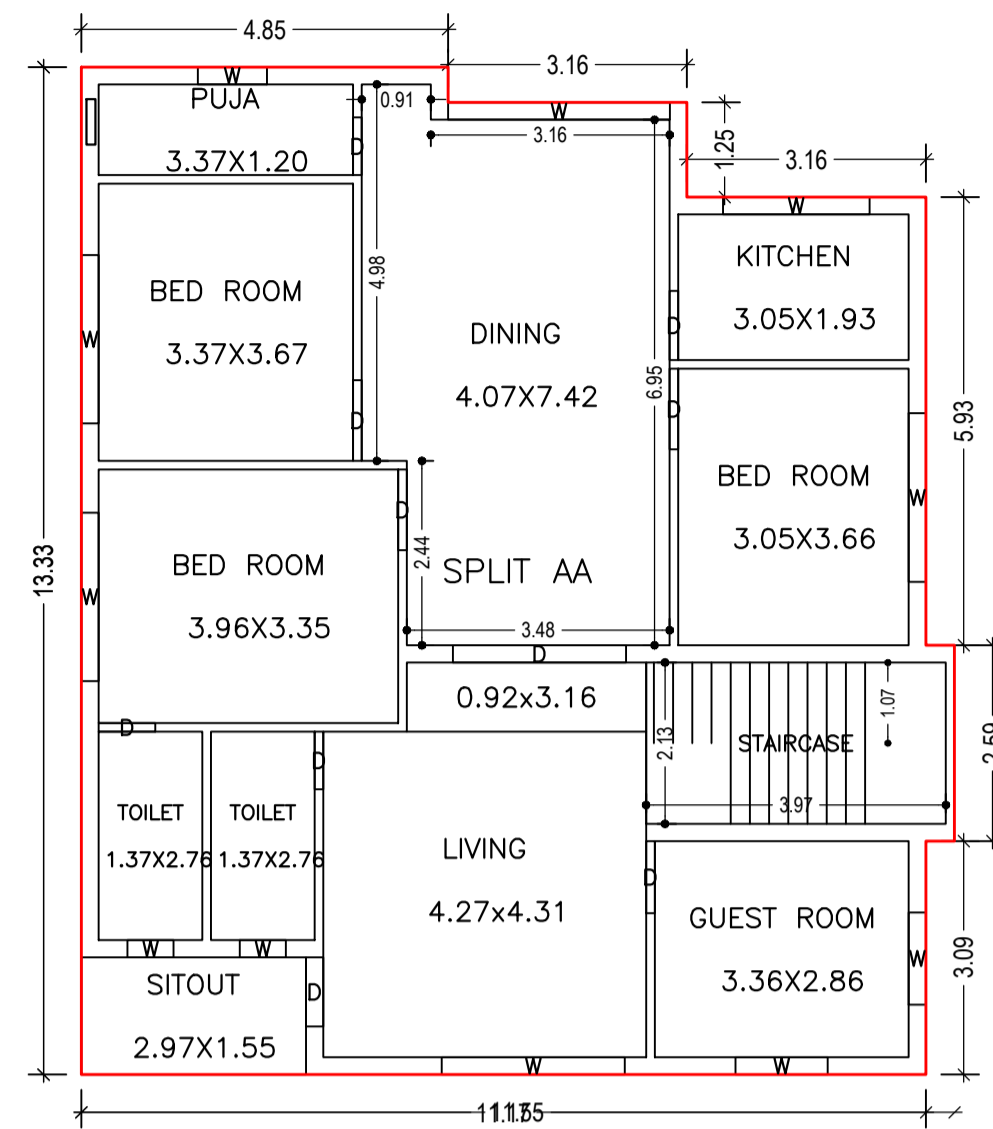 4.85
3.16
W
PUJA
0.91
W
3.16
1.25
3.16
D
3.37X1.20
W
KITCHEN
3.05X1.93
BED ROOM
3.37X3.67
4.98
DINING
4.07X7.42
D
W
6.95
5.93
D
D
BED ROOM
3.05X3.66
W
D
13.33
BED ROOM
3.96X3.35
2.44
SPLIT AA
W
3.48
D
0.92x3.16
2.13
1.07
2.59
D
STAIRCASE
D
3.97
TOILET
1.37X2.76
TOILET
1.37X2.76
LIVING
4.27x4.31
D
GUEST ROOM
3.36X2.86
W
3.09
W
W
SITOUT
2.97X1.55
D
W
W